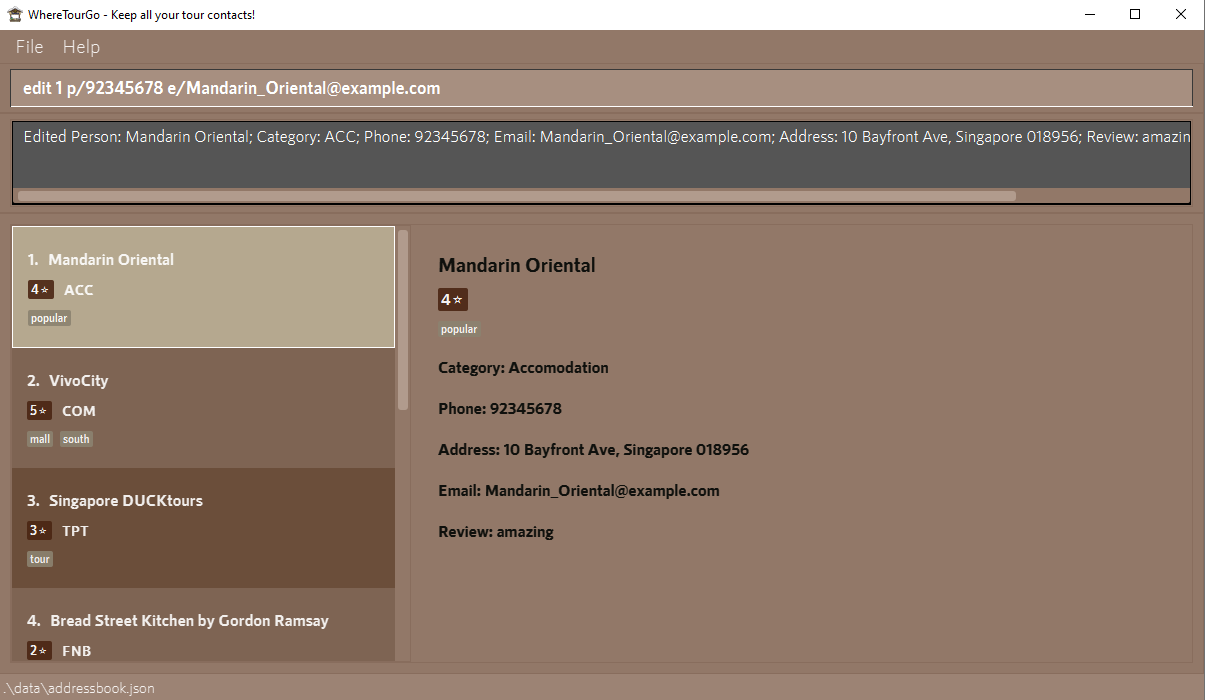 WhereTourGo - Keep all your tour contacts!
File Help
edit 1 p/92345678 e/Mandarin_Oriental@example.com
Edited Person: Mandarin Oriental; Category: ACC; Phone: 92345678; Email: Mandarin_Oriental@example.com; Address: 10 Bayfront Ave, Singapore 018956; Review: amazin
1. Mandarin Oriental
4⭐ ACC
popular
2. VivoCity
5⭐ COM
mall south
3. Singapore DUCKtours
3⭐ TPT
tour
4. Bread Street Kitchen by Gordon Ramsay
2⭐ FNB
Mandarin Oriental
4⭐
popular
Category: Accomodation
Phone: 92345678
Address: 10 Bayfront Ave, Singapore 018956
Email: Mandarin_Oriental@example.com
Review: amazing
.\data\addressbook.json